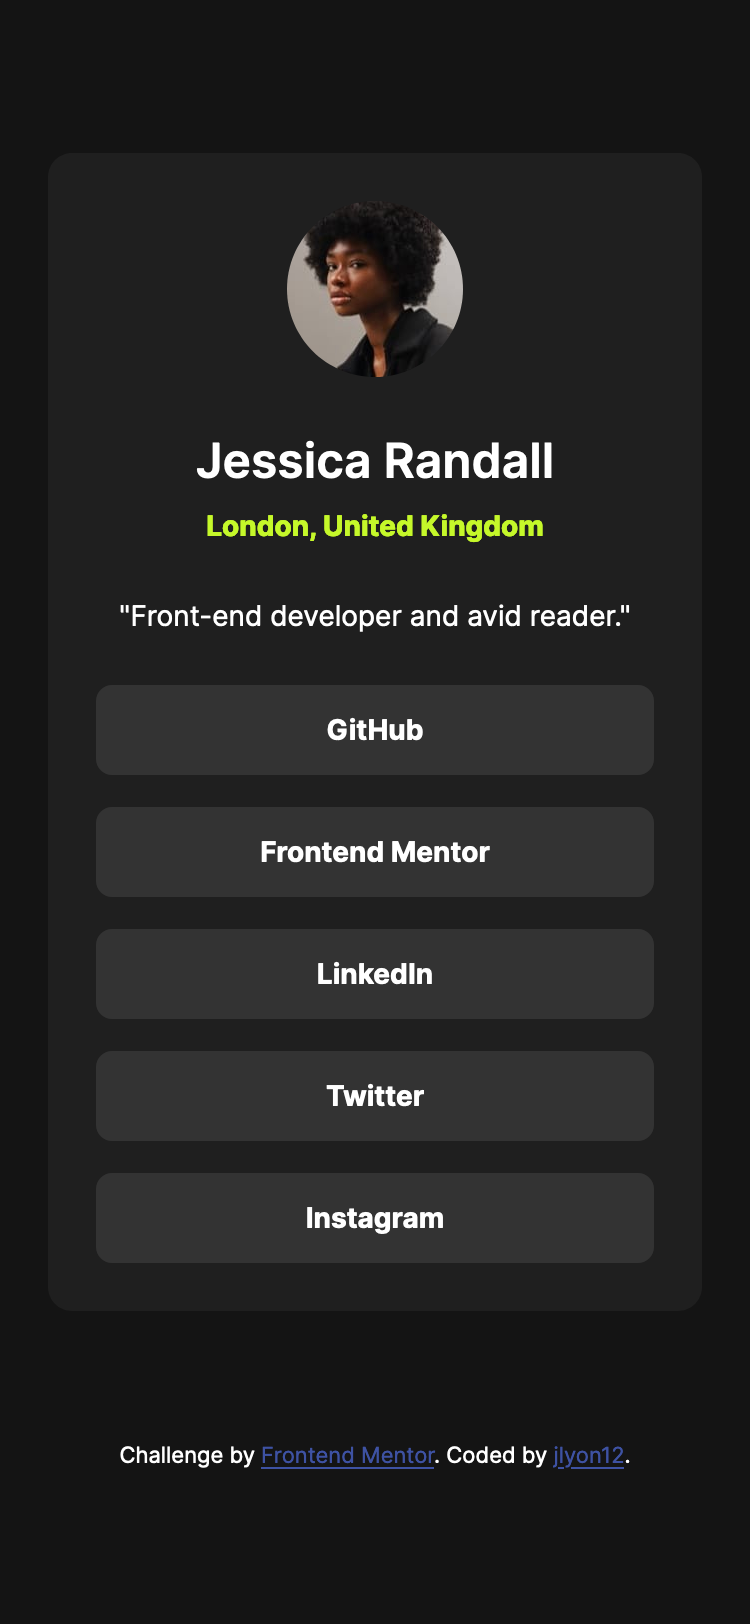 Jessica Randall
London, United Kingdom
"Front-end developer and avid reader."
GitHub
Frontend Mentor
LinkedIn
Twitter
Instagram
Challenge by Frontend Mentor. Coded by jlyon12.